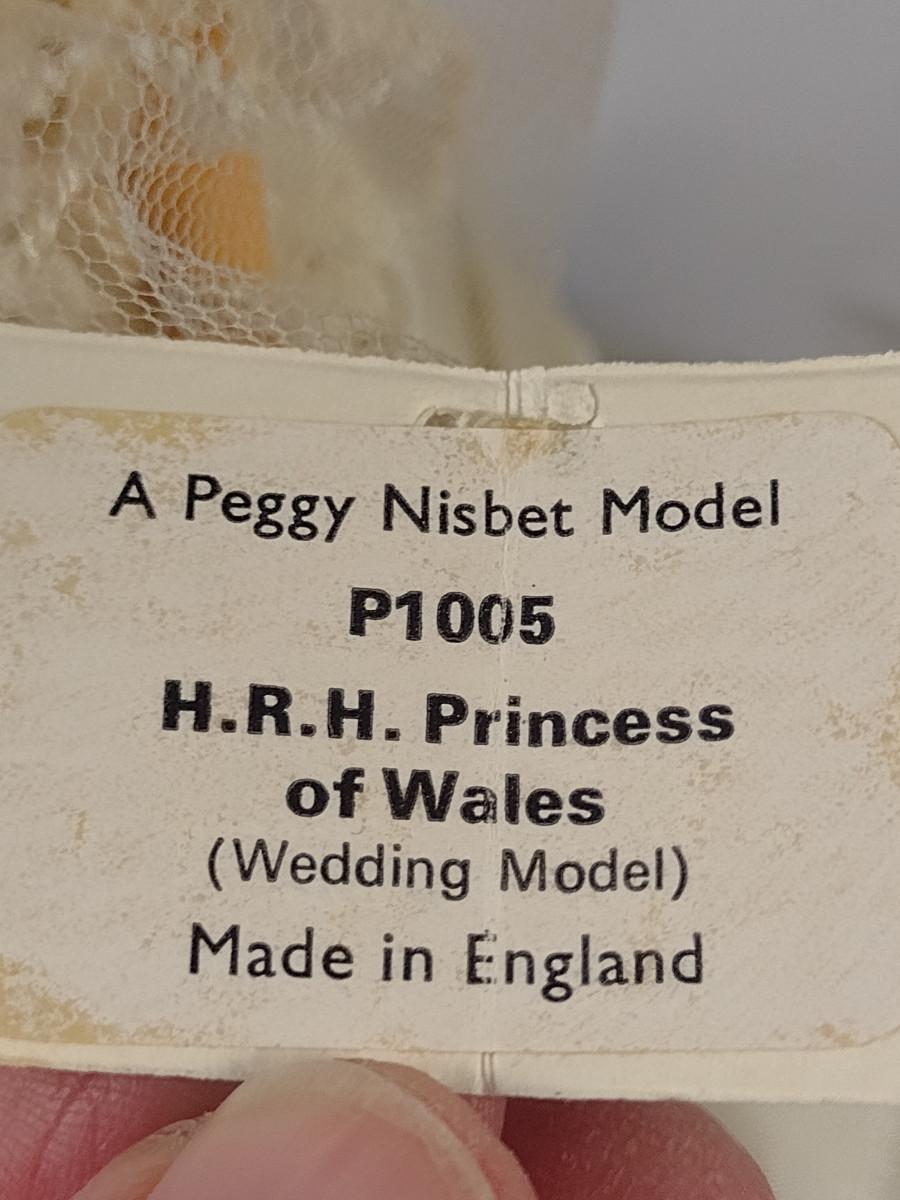 A Peggy Nisbet Model
P1005
H.R.H. Princess
of Wales
(Wedding Model)
Made in England